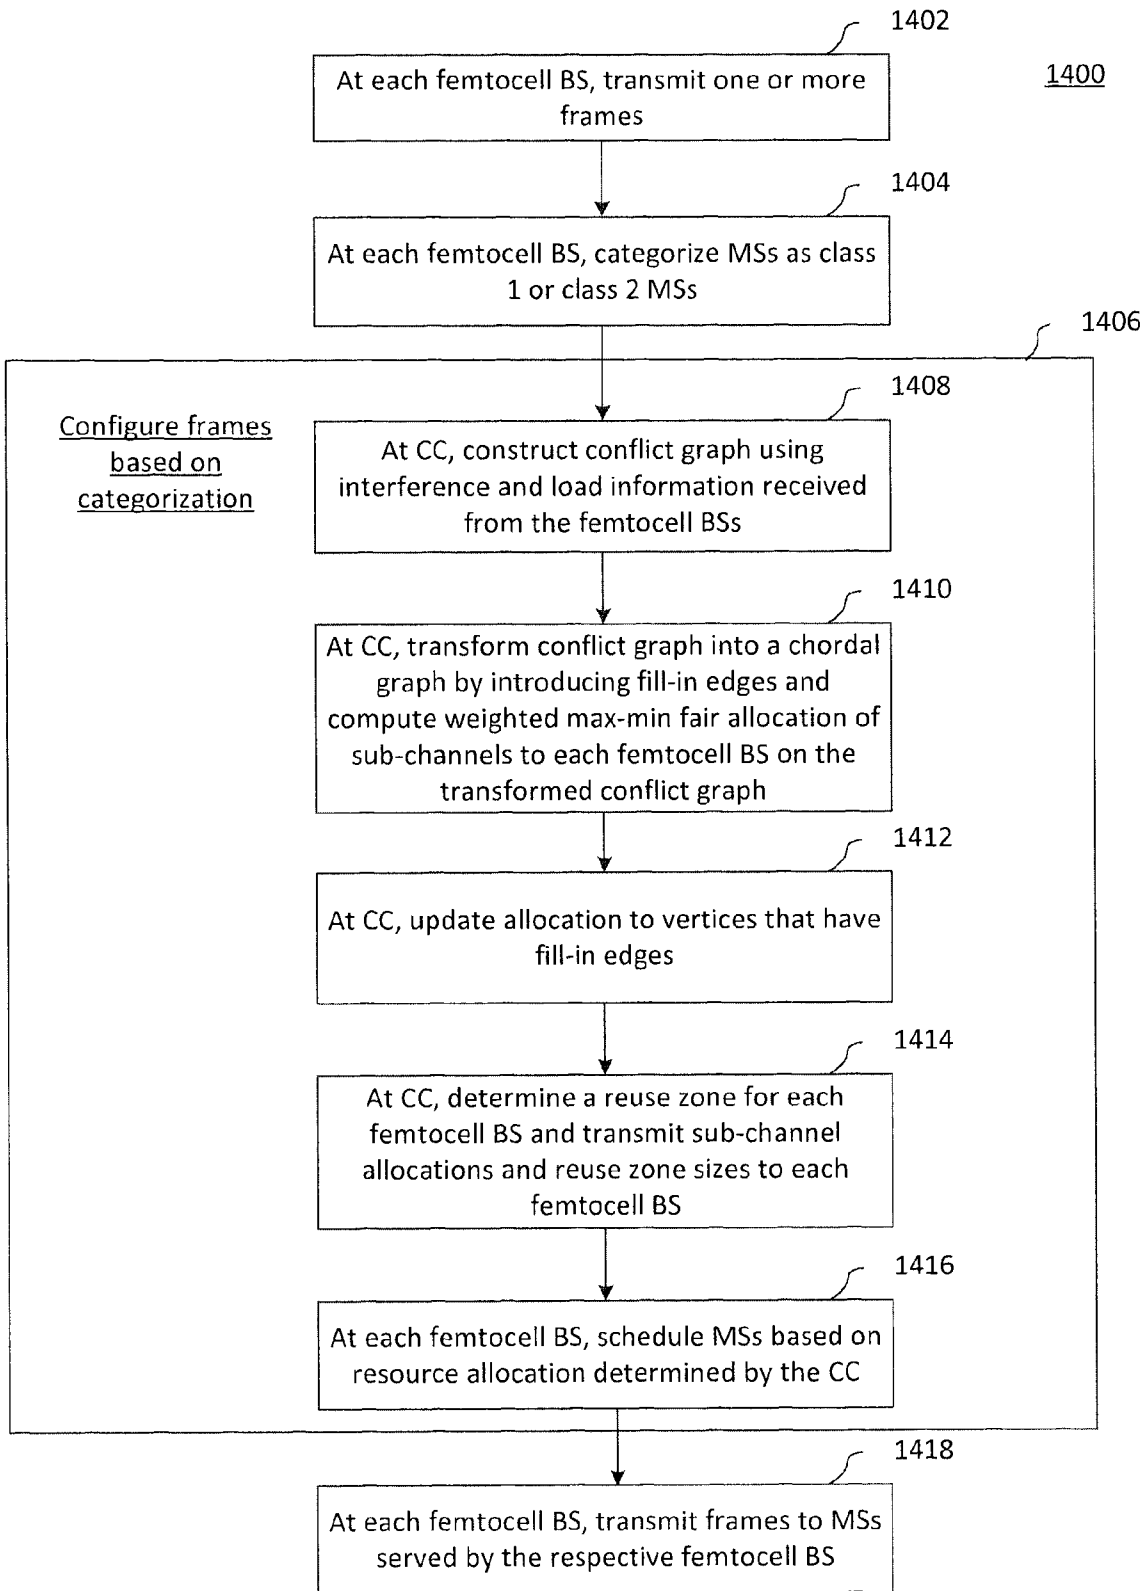 1402
1400
At each femtocell BS, transmit one or more
frames
1404
At each femtocell BS, categorize MSs as class
1 or class 2 MSs
1406
Configure frames
based on
categorization
1408
At CC, construct conflict graph using
interference and load information received
from the femtocell BSs
1410
At CC, transform conflict graph into a chordal
graph by introducing fill-in edges and
compute weighted max-min fair allocation of
sub-channels to each femtocell BS on the
transformed conflict graph
1412
At CC, update allocation to vertices that have
fill-in edges
1414
At CC, determine a reuse zone for each
femtocell BS and transmit sub-channel
allocations and reuse zone sizes to each
femtocell BS
1416
At each femtocell BS, schedule MSs based on
resource allocation determined by the CC
1418
At each femtocell BS, transmit frames to MSs
served by the respective femtocell BS